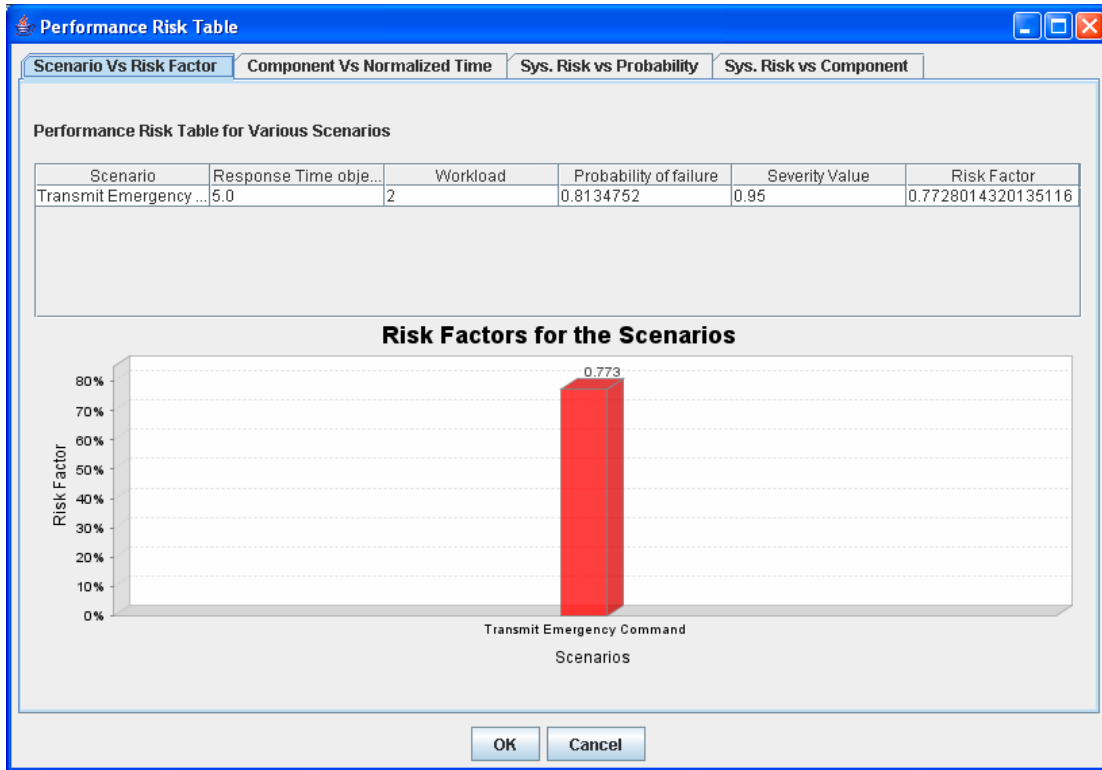 Performance Risk Table
Scenario Vs Risk Factor Component Vs Normalized Time Sys. Risk vs Probability Sys. Risk vs Component
Performance Risk Table for Various Scenarios
Scenario Response Time obje... Workload Probability of failure Severity Value Risk Factor
Transmit Emergency ... 5.0 2 0.8134752 0.95 0.7728014320135116
Risk Factors for the Scenarios
0.773
80%
70%
60%
50%
40%
30%
20%
10%
0%
Risk Factor
Transmit Emergency Command
Scenarios
OK Cancel